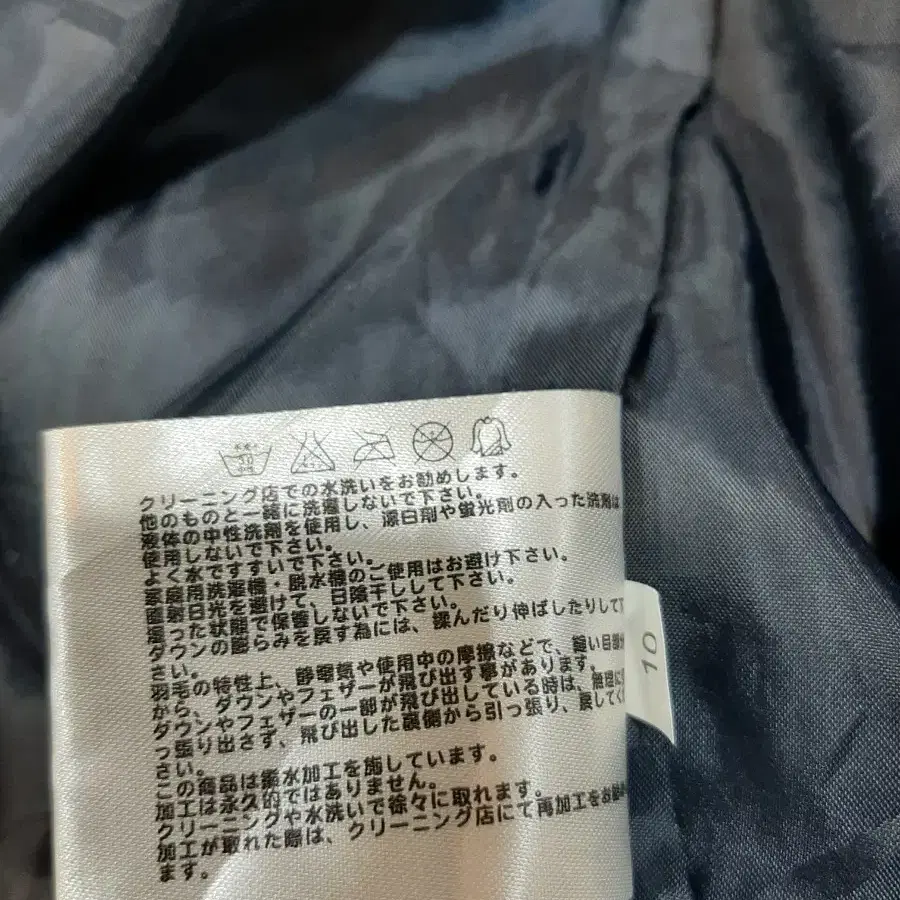 クリーニング店での水洗いをお勧めします。
他のものと一緒に洗濯しないで下さい。
液体の中性洗剤を使用し、漂白剤や蛍光剤の入った洗剤は
使用しないで下さい。
よく水ですすいで下さい。
家庭用洗濯機・脱水機のご使用はお避け下さい。
直射日光を避けて、日陰干しして下さい。
湿った状態で保管しないで下さい。
ダウンの膨らみを戻す為には、揉んだり伸ばしたりして下
さい。
羽毛の特性上、静電気や使用中の摩擦などで、縫い目部分
から、ダウンやフェザーが飛び出す事があります。
ダウンやフェザーの一部が飛び出している時は、無理に引
っ張り出さず、飛び出した裏側から引っ張り、戻してくだ
さい。
この商品は撥水加工を施しています。
加工は永久的ではありません。
クリーニングや水洗いで徐々に取れます。
加工が取れた際は、クリーニング店にて再加工をお勧め
ます。
10